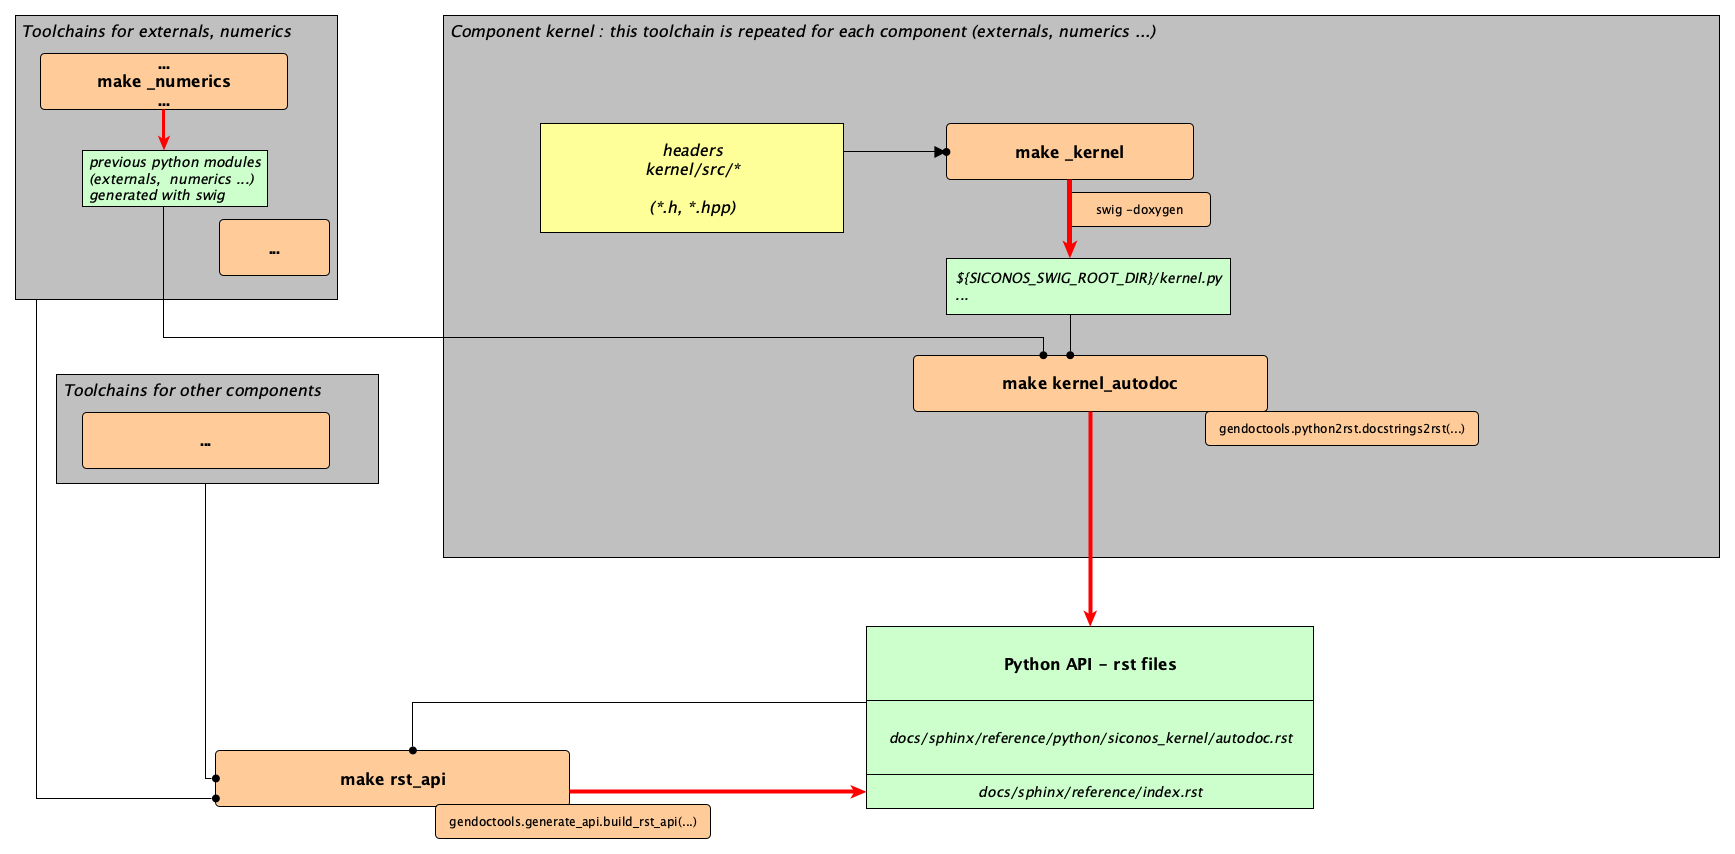 Toolchains for externals, numerics
...
make _numerics
...
previous python modules
(externals,  numerics ...)
generated with swig
...
Component kernel : this toolchain is repeated for each component (externals, numerics ...)
headers
kernel/src/*
(*.h, *.hpp)
make _kernel
swig -doxygen
${SICONOS_SWIG_ROOT_DIR}/kernel.py
...
make kernel_autodoc
gendoctools.python2rst.docstrings2rst(...)
Toolchains for other components
...
Python API - rst files
docs/sphinx/reference/python/siconos_kernel/autodoc.rst
docs/sphinx/reference/index.rst
make rst_api
gendoctools.generate_api.build_rst_api(...)